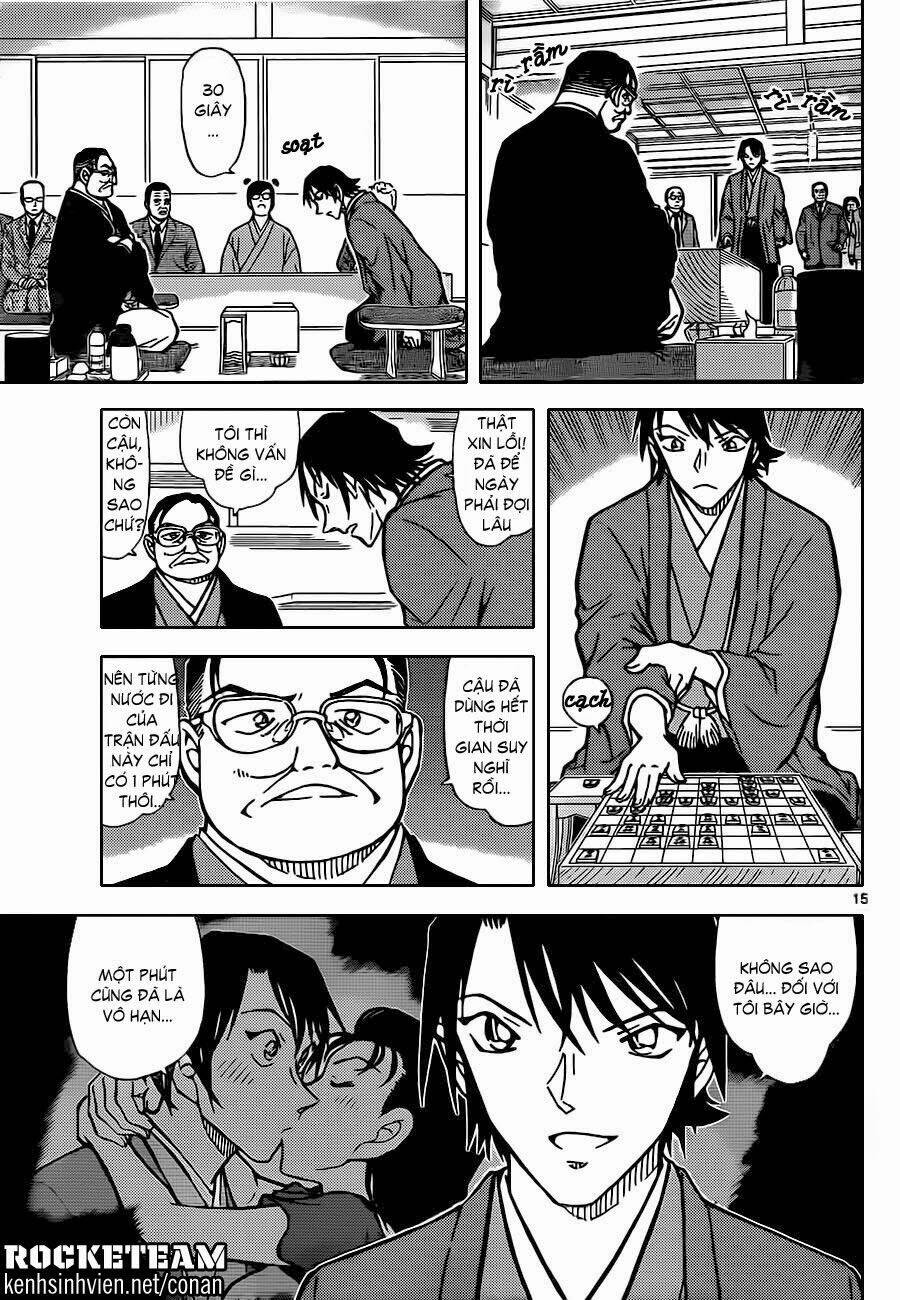 rì rầm
rì rầm
30
GIÂY
...
soạt
THẬT
XIN LỖI!
ĐÃ ĐỂ
NGÀY
PHẢI ĐỢI
LÂU
TÔI THÌ
KHÔNG VẤN
ĐỀ GÌ...
CÒN
CẬU,
KHÔ-
NG
SAO
CHỨ?
cạch
CẬU ĐÃ
DÙNG HẾT
THỜI
GIAN SUY
NGHĨ
RỒI...
NÊN TỪNG
NƯỚC ĐI
CỦA
TRẬN ĐẤU
NÀY CHỈ
CÓ 1 PHÚT
THÔI...
15
KHÔNG SAO
ĐÂU... ĐỐI VỚI
TÔI BÂY GIỜ...
MỘT PHÚT
CŨNG ĐÃ LÀ
VÔ HẠN...
ROCKETEAM
kenhsinhvien.net/conan